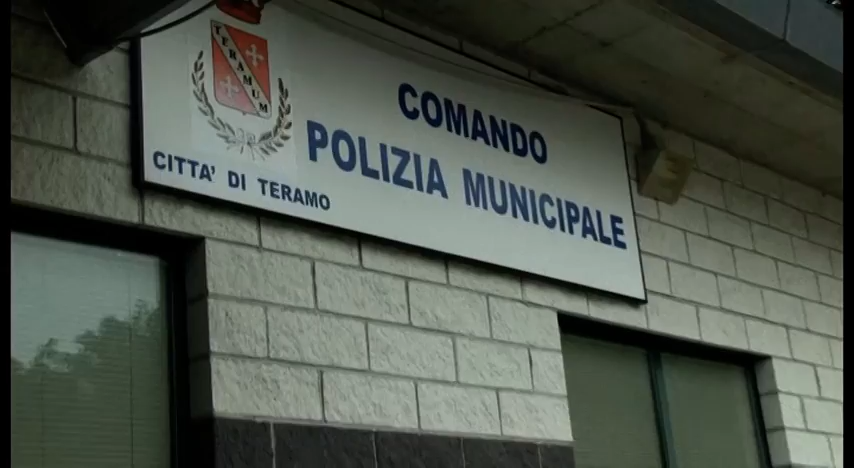 TERAMUM
CITTA' DI TERAMO
COMANDO
POLIZIA MUNICIPALE